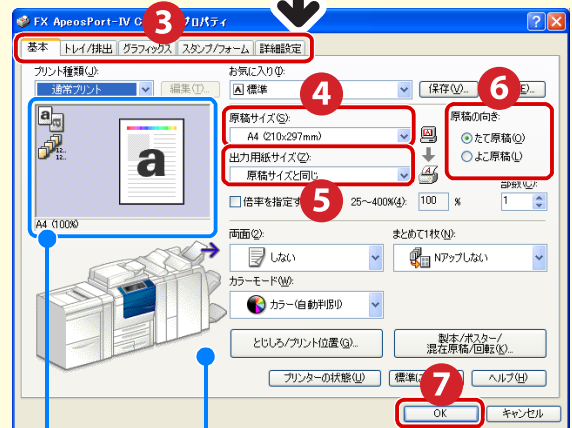 FX ApeosPort-IV C プロパティ
3
基本 トレイ/排出 グラフィックス スタンプ/フォーム 詳細設定
プリント種類(J):
通常プリント
編集(T)...
お気に入り(I):
A 標準
保存(V)...
4
6
原稿サイズ(S):
A4 (210x297mm)
出力用紙サイズ(Z):
原稿サイズと同じ
5
原稿の向き:
たて原稿(O)
よこ原稿(L)
a
12..
12..
a
A4 (100%)
倍率を指定す
25~400%(4):
100 %
部数(C):
1
両面(2):
しない
まとめて1枚(N):
Nアップしない
カラーモード(W):
カラー(自動判別)
とじしろ/プリント位置(G)...
製本/ポスター/
混在原稿/回転(K)...
プリンターの状態(U)
標準に
ヘルプ(H)
7
OK
キャンセル